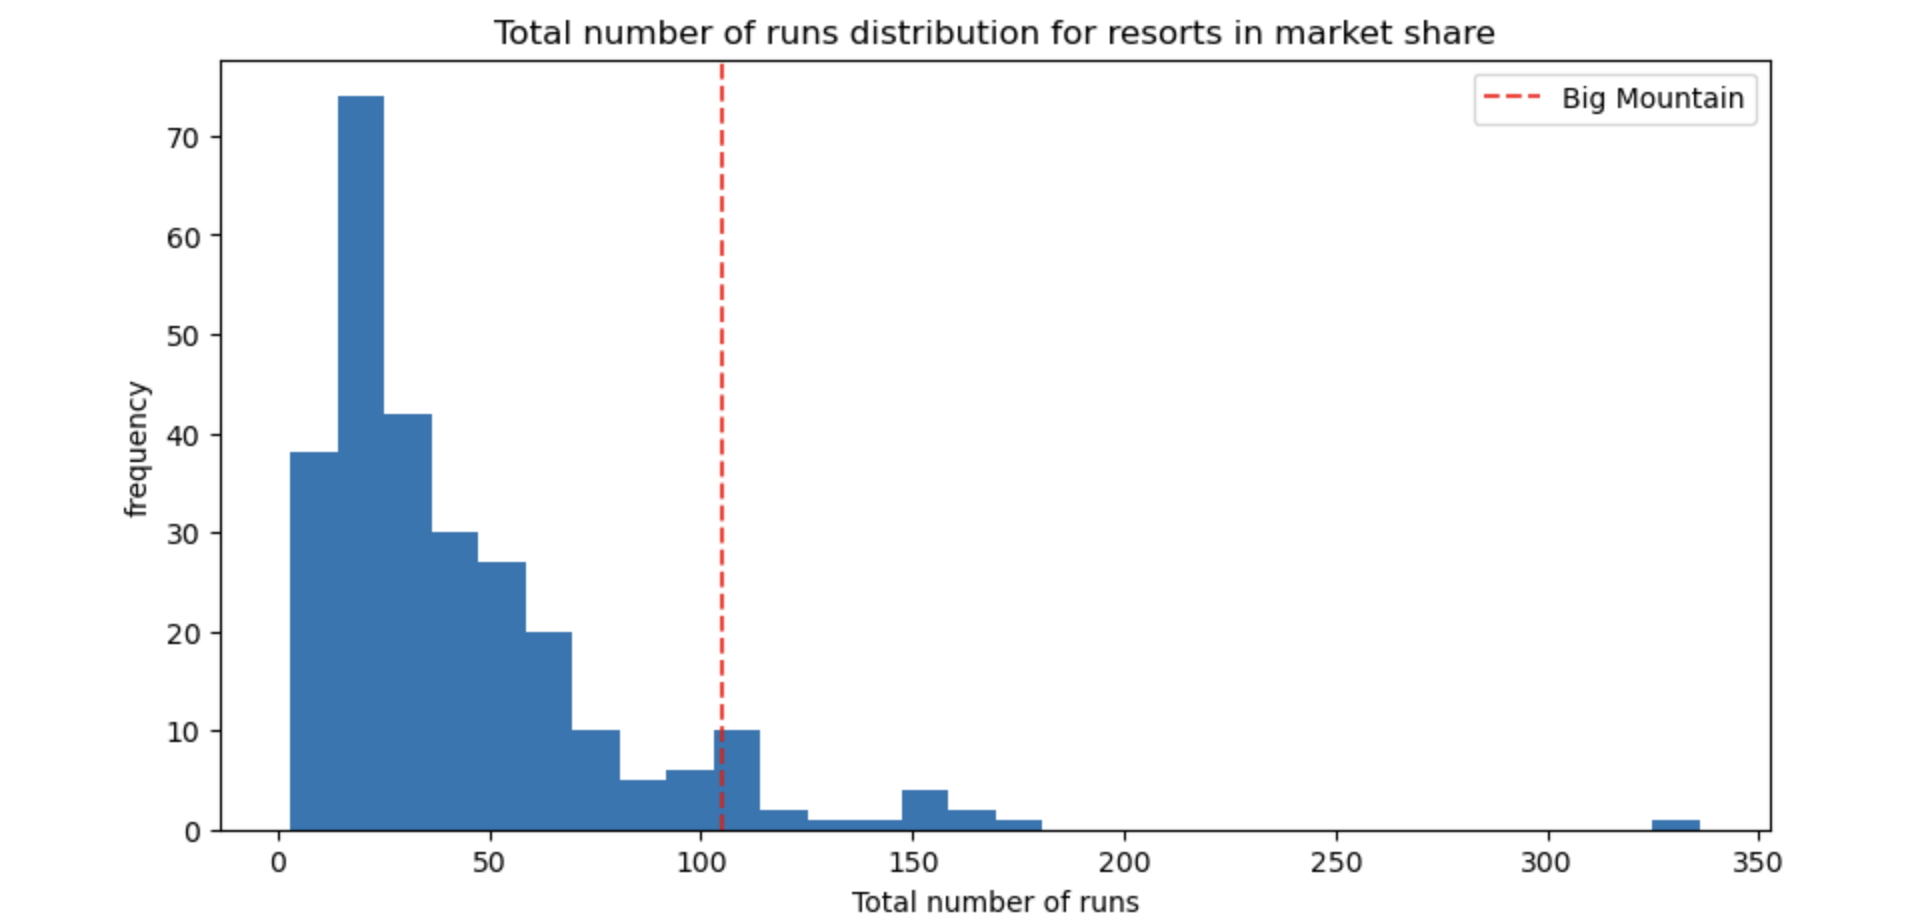 Total number of runs distribution for resorts in market share
Big Mountain
70
60
50
40
30
20
10
0
frequency
0 50 100 150 200 250 300 350
Total number of runs